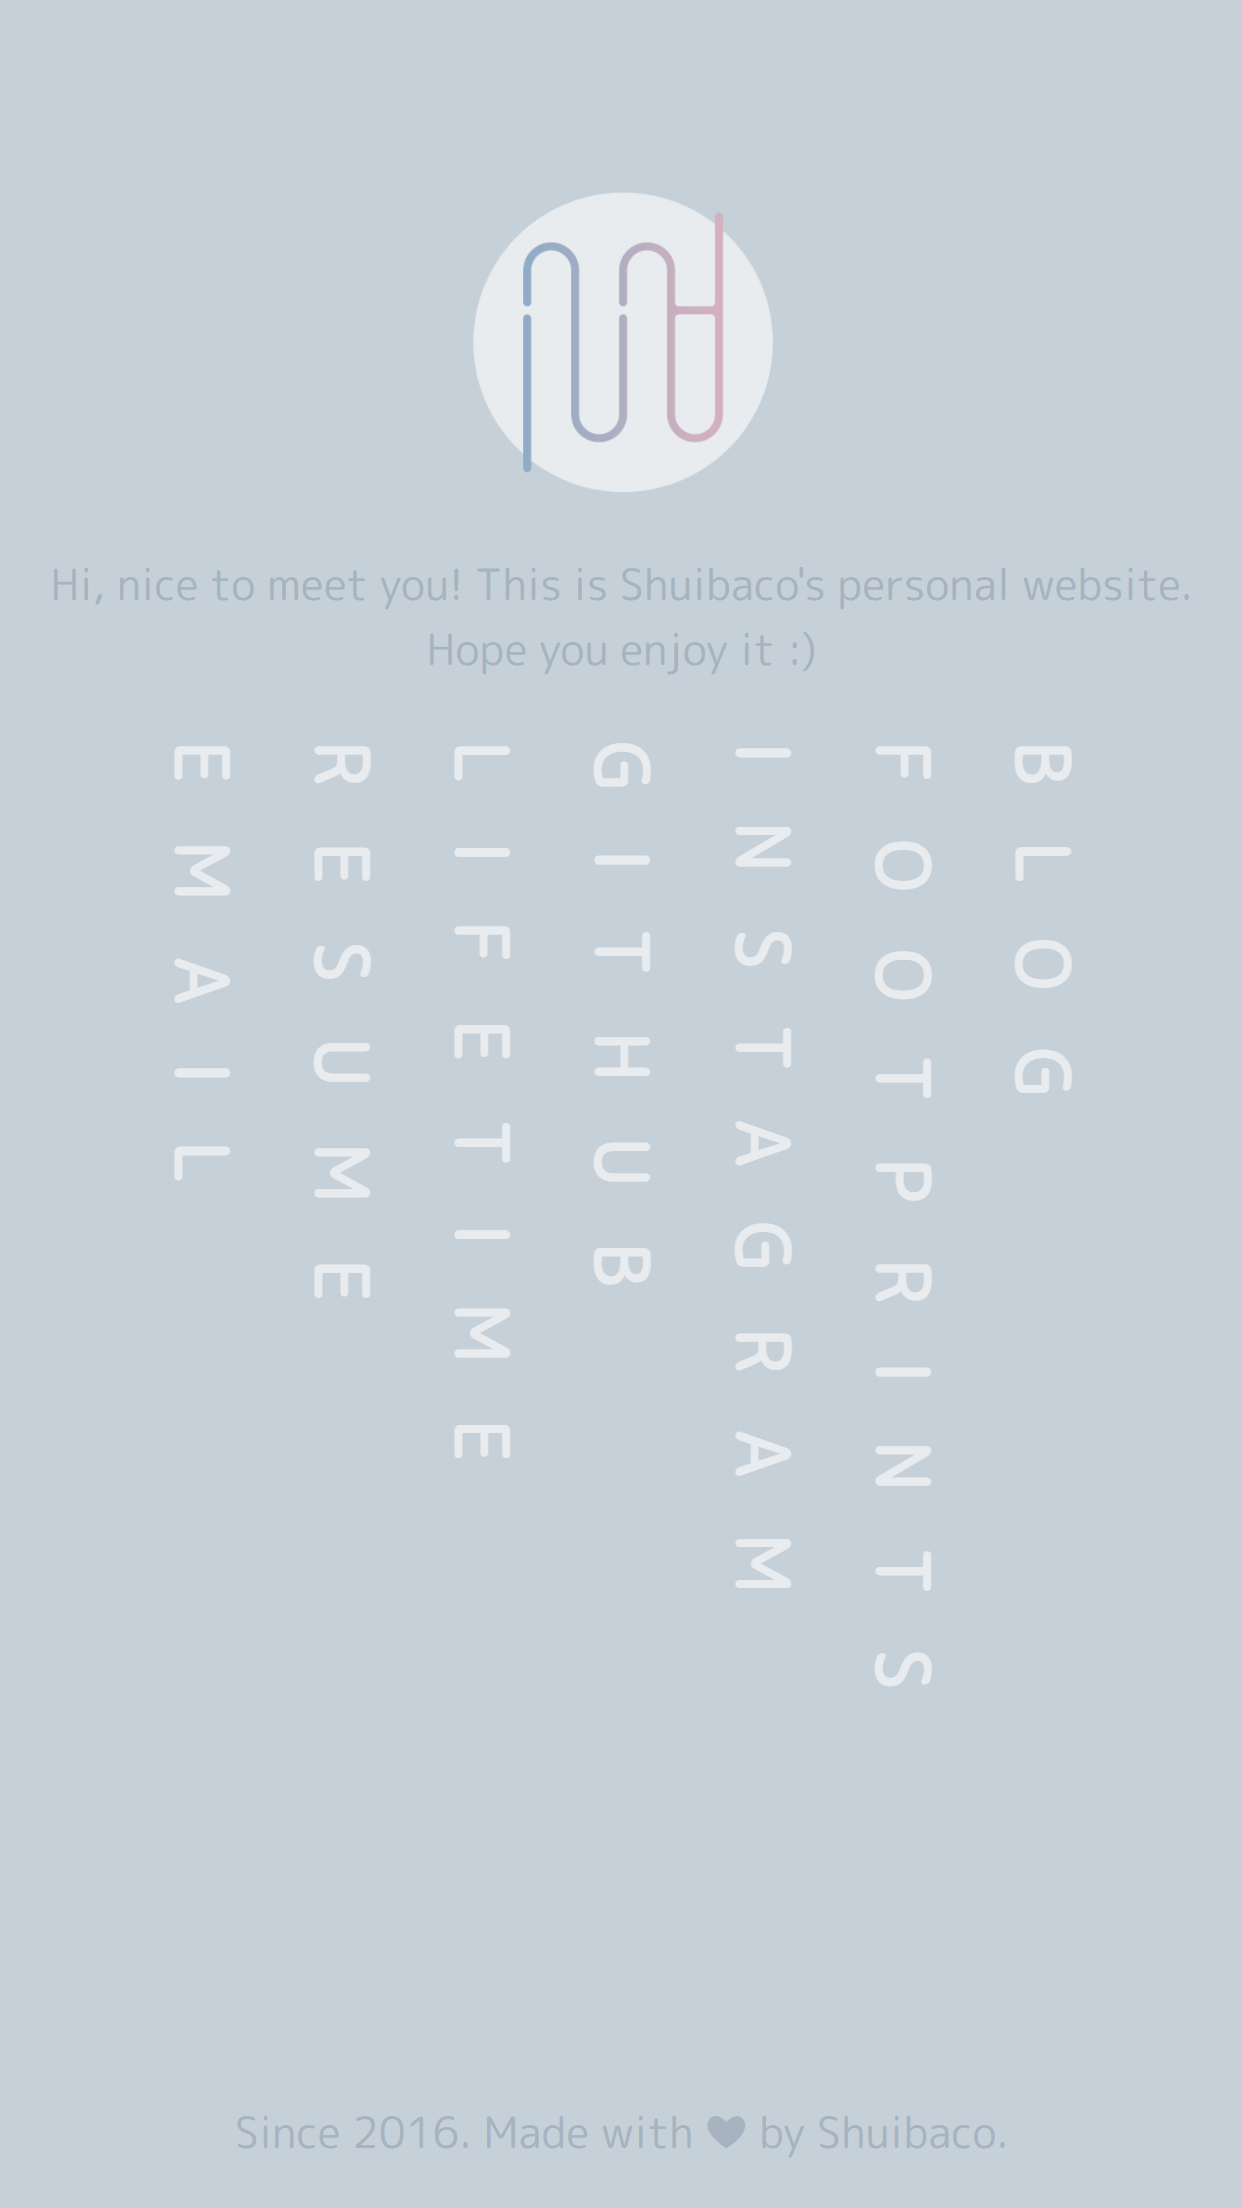 Hi, nice to meet you! This is Shuibaco's personal website.
Hope you enjoy it :)
BLOG
FOOTPRINTS
INSTAGRAM
GITHUB
LIFETIME
RESUME
EMAIL
Since 2016. Made with ♥ by Shuibaco.